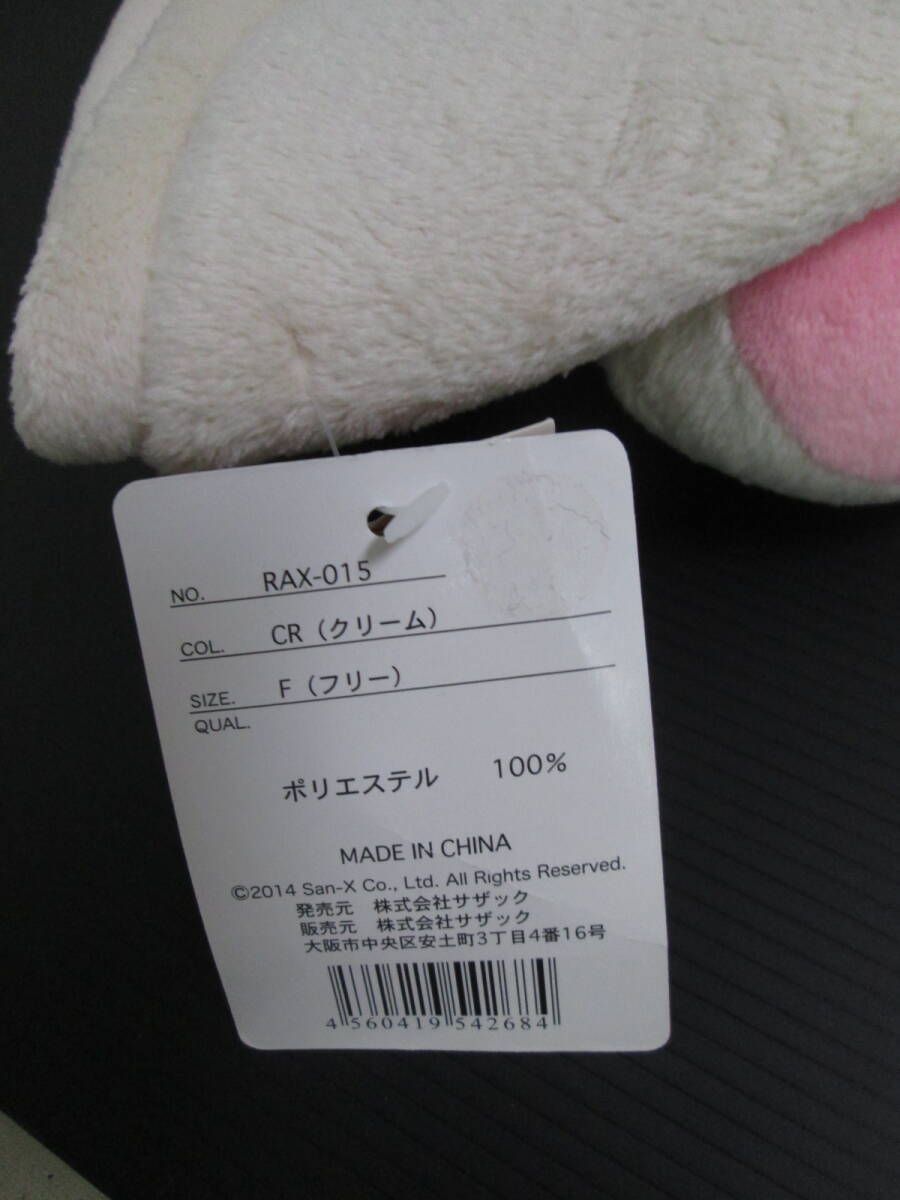 NO. RAX-015
COL. CR（クリーム）
SIZE. F（フリー）
QUAL.
ポリエステル 100%
MADE IN CHINA
©2014 San-X Co., Ltd. All Rights Reserved.
発売元 株式会社サザック
販売元 株式会社サザック
大阪市中央区安土町3丁目4番16号
4 560419 542684